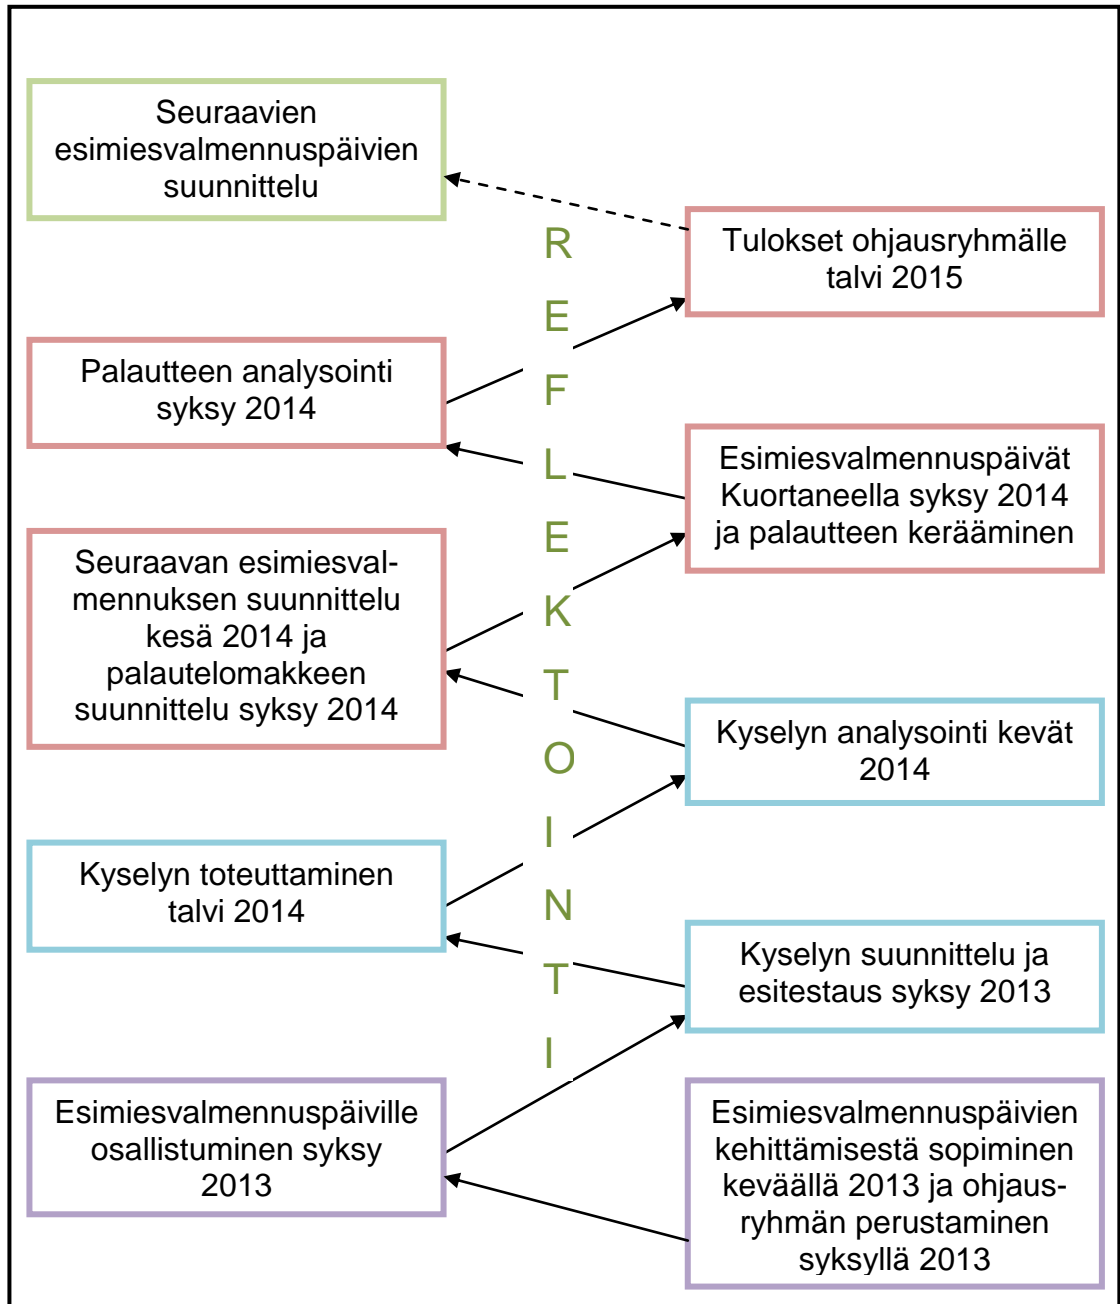 Seuraavien
esimiesvalmennuspäivien
suunnittelu
Tulokset ohjausryhmälle
talvi 2015
Palautteen analysointi
syksy 2014
Esimiesvalmennuspäivät
Kuortaneella syksy 2014
ja palautteen kerääminen
Seuraavan esimiesval-
mennuksen suunnittelu
kesä 2014 ja
palautelomakkeen
suunnittelu syksy 2014
Kyselyn analysointi kevät
2014
Kyselyn toteuttaminen
talvi 2014
Kyselyn suunnittelu ja
esitestaus syksy 2013
Esimiesvalmennuspäiville
osallistuminen syksy
2013
Esimiesvalmennuspäivien
kehittämisestä sopiminen
keväällä 2013 ja ohjaus-
ryhmän perustaminen
syksyllä 2013
R
E
F
L
E
K
T
O
I
N
T
I